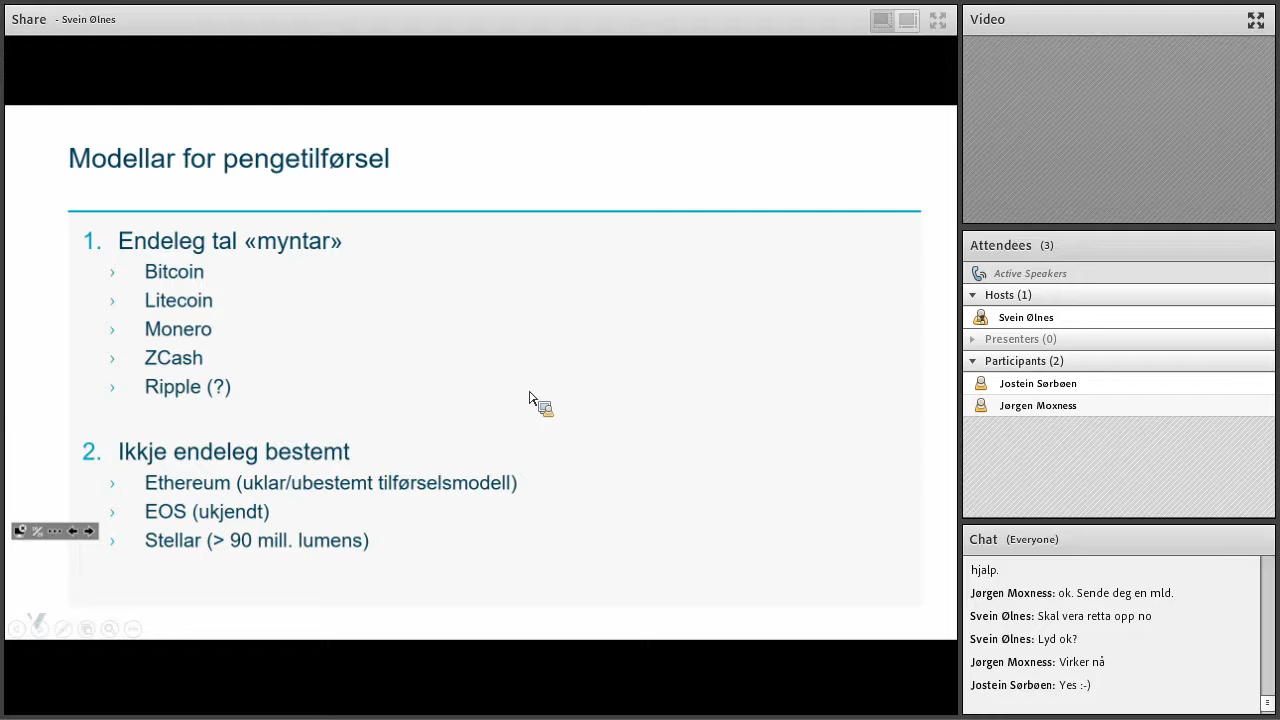 Share - Svein Ølnes
Modellar for pengetilførsel
1. Endeleg tal «myntar»
› Bitcoin
› Litecoin
› Monero
› ZCash
› Ripple (?)
2. Ikkje endeleg bestemt
› Ethereum (uklar/ubestemt tilførselsmodell)
› EOS (ukjendt)
› Stellar (> 90 mill. lumens)
Video
Attendees (3)
Active Speakers
Hosts (1)
Svein Ølnes
Presenters (0)
Participants (2)
Jostein Sørbøen
Jørgen Moxness
Chat (Everyone)
hjalp.
Jørgen Moxness: ok. Sende deg en mld.
Svein Ølnes: Skal vera retta opp no
Svein Ølnes: Lyd ok?
Jørgen Moxness: Virker nå
Jostein Sørbøen: Yes :-)